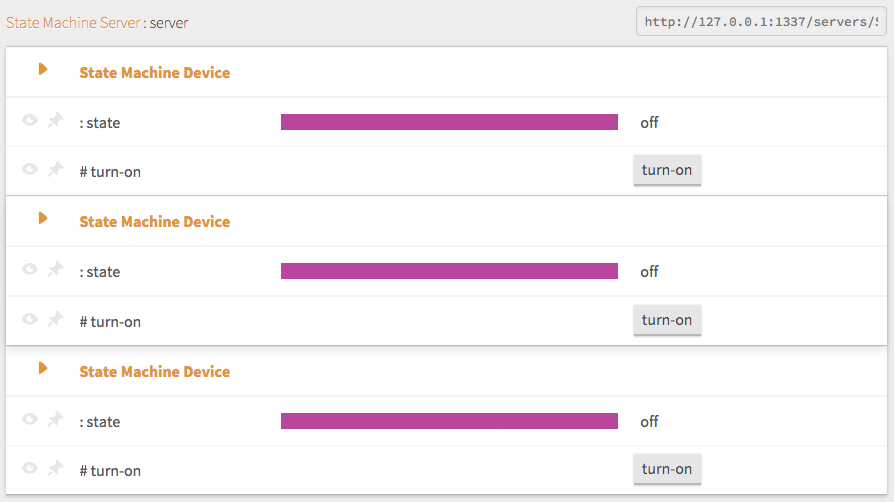 State Machine Server : server
http://127.0.0.1:1337/servers/S
State Machine Device
: state off
# turn-on turn-on
State Machine Device
: state off
# turn-on turn-on
State Machine Device
: state off
# turn-on turn-on